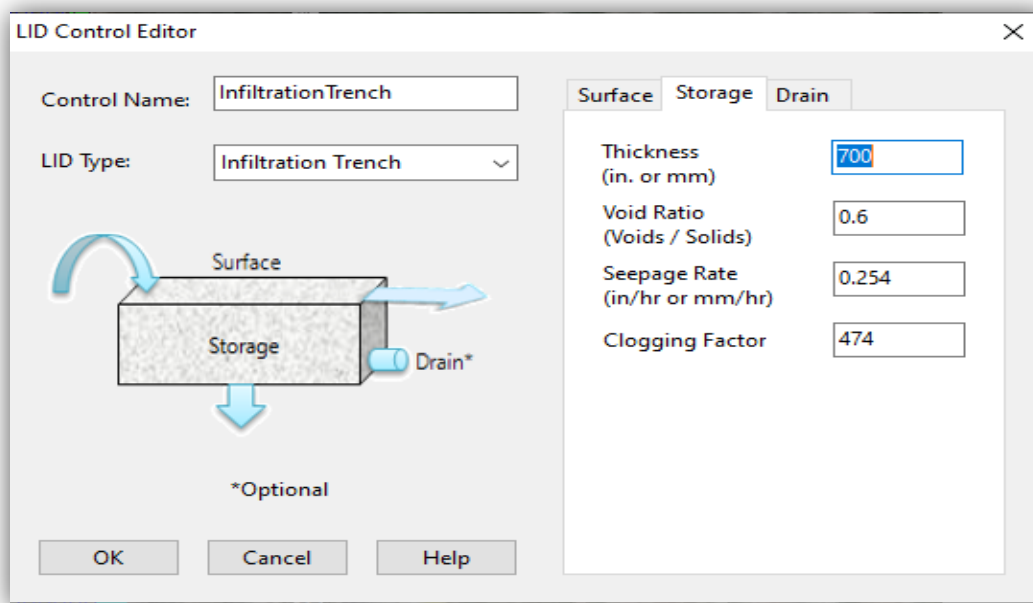 LID Control Editor
Control Name:
InfiltrationTrench
LID Type:
Infiltration Trench
Surface
Storage
Drain*
*Optional
OK
Cancel
Help
Surface
Storage
Drain
Thickness
(in. or mm)
700
Void Ratio
(Voids / Solids)
0.6
Seepage Rate
(in/hr or mm/hr)
0.254
Clogging Factor
474